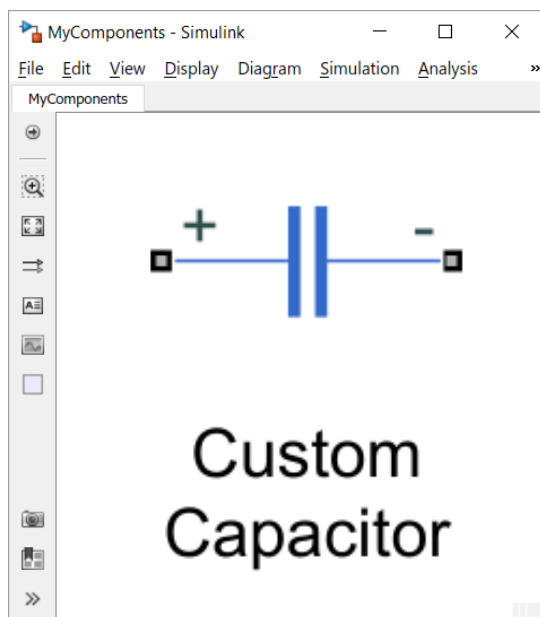 MyComponents - Simulink
File Edit View Display Diagram Simulation Analysis »
MyComponents
A
+ -
Custom
Capacitor